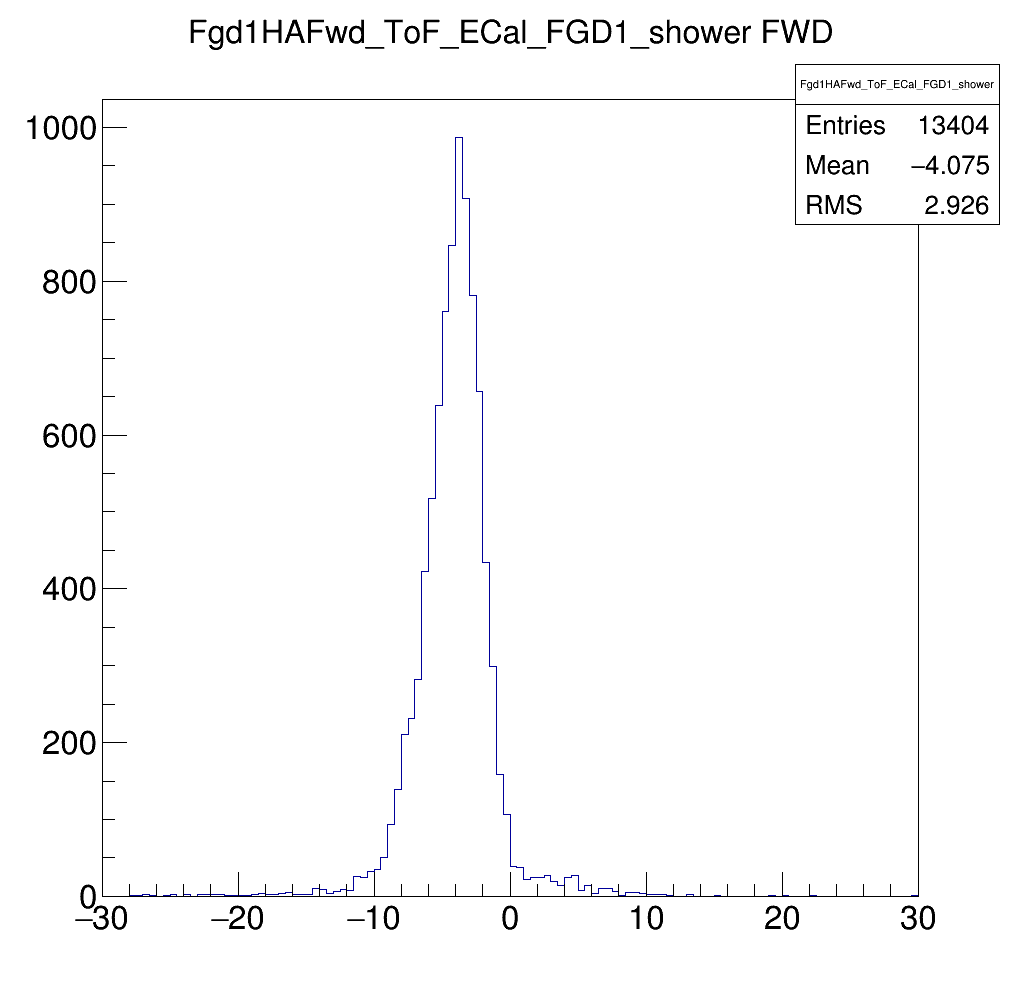 Fgd1HAFwd_ToF_ECal_FGD1_shower FWD
Fgd1HAFwd_ToF_ECal_FGD1_shower
Entries 13404
Mean −4.075
RMS 2.926
1000
800
600
400
200
0
−30 −20 −10 0 10 20 30